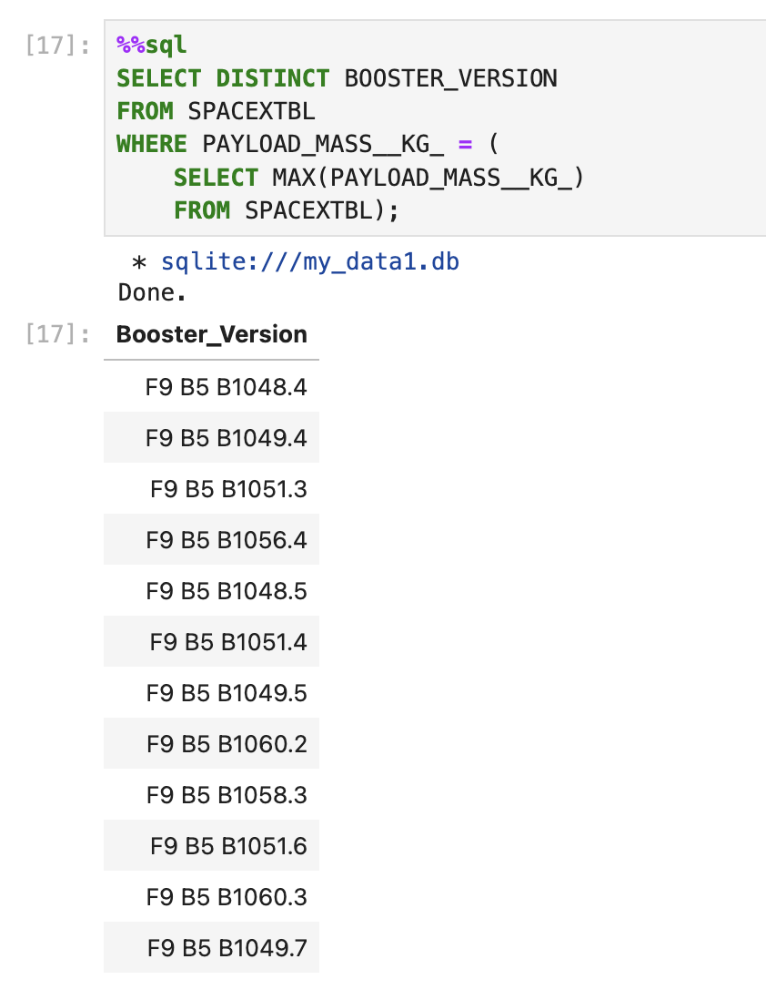 [17]: %%sql
SELECT DISTINCT BOOSTER_VERSION
FROM SPACEXTBL
WHERE PAYLOAD_MASS__KG_ = (
    SELECT MAX(PAYLOAD_MASS__KG_)
    FROM SPACEXTBL);
* sqlite:///my_data1.db
Done.
[17]: Booster_Version
F9 B5 B1048.4
F9 B5 B1049.4
F9 B5 B1051.3
F9 B5 B1056.4
F9 B5 B1048.5
F9 B5 B1051.4
F9 B5 B1049.5
F9 B5 B1060.2
F9 B5 B1058.3
F9 B5 B1051.6
F9 B5 B1060.3
F9 B5 B1049.7